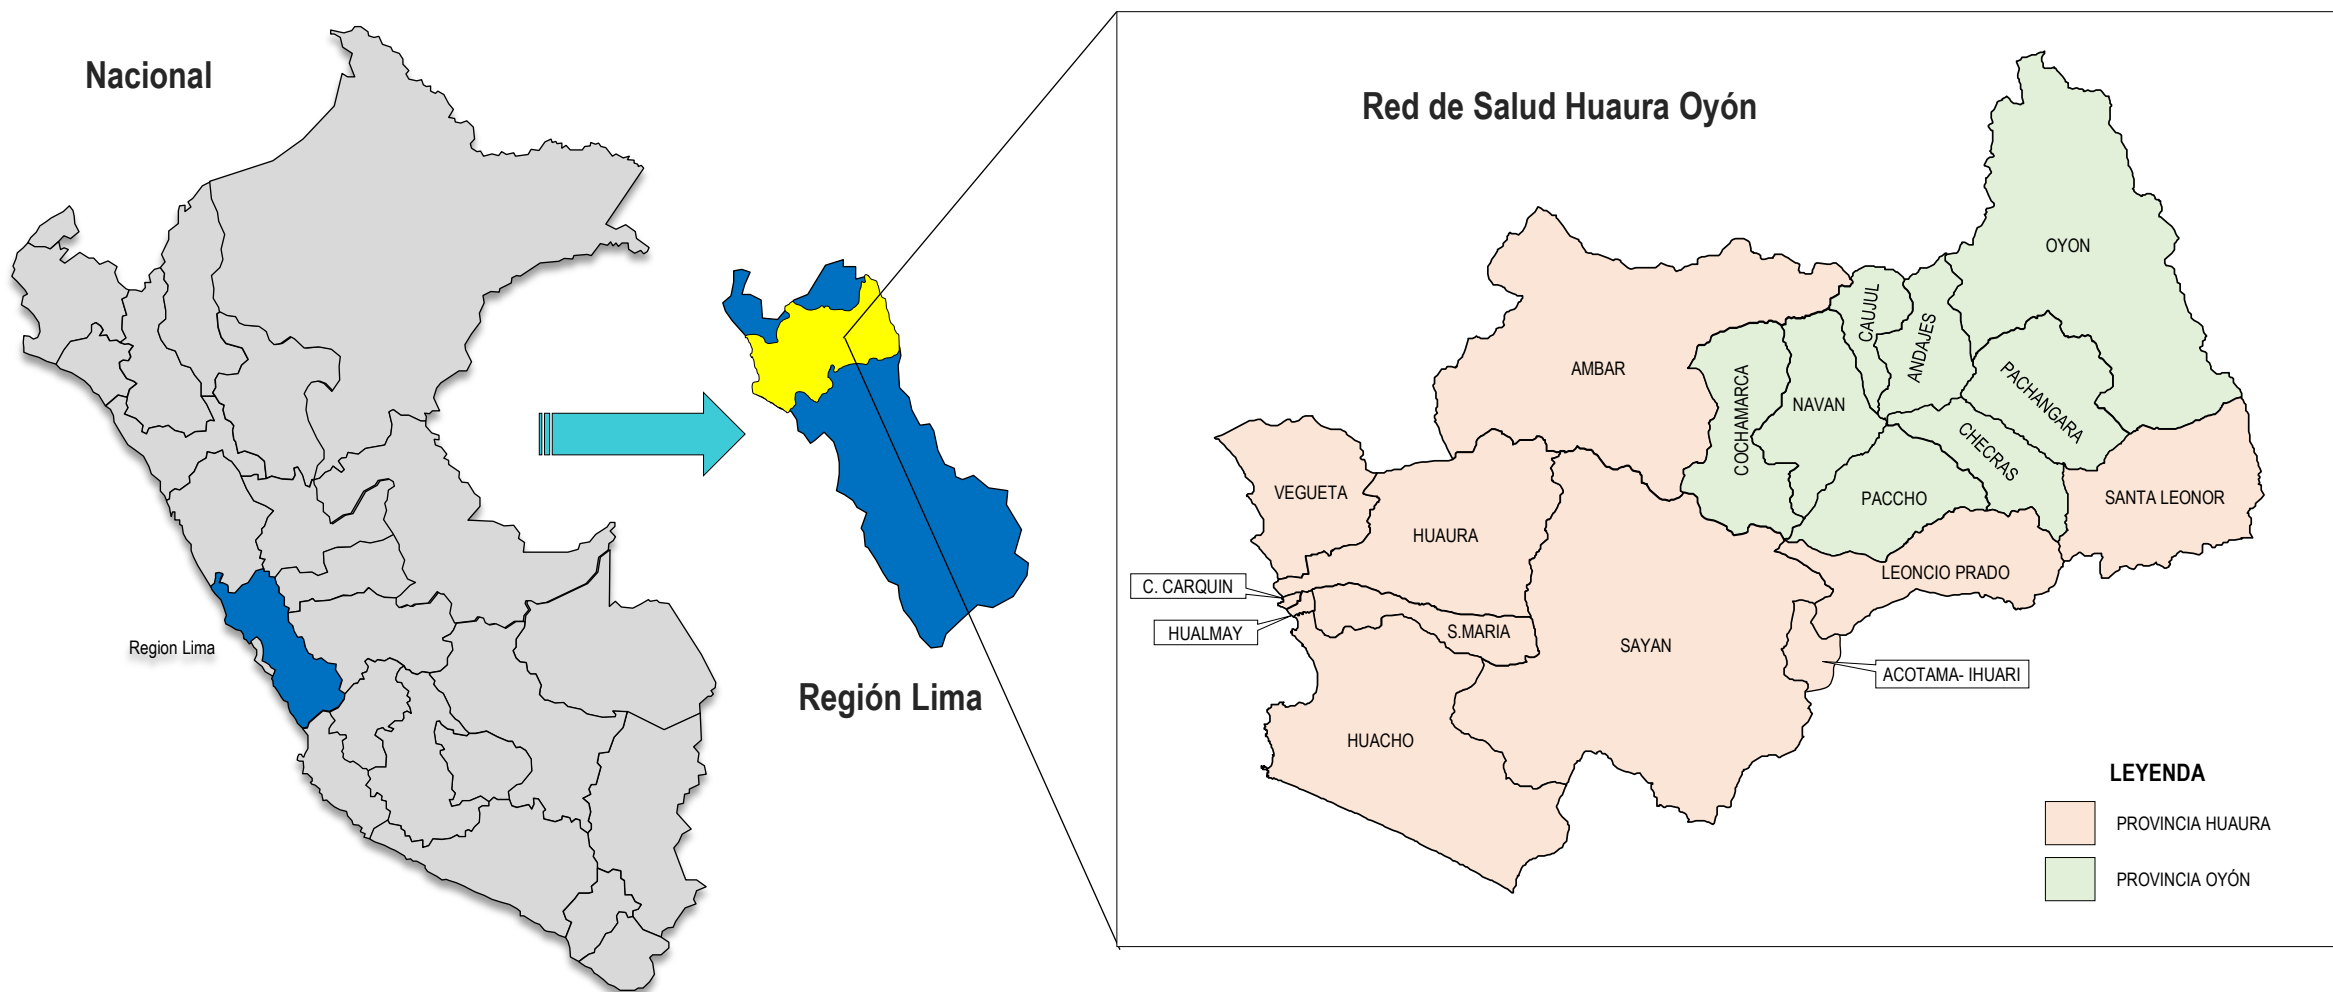 Nacional
Region Lima
Región Lima
Red de Salud Huaura Oyón
OYON
CAUJUL
ANDAJES
AMBAR
PACHANGARA
COCHAMARCA
NAVAN
CHECRAS
VEGUETA
PACCHO
SANTA LEONOR
HUAURA
LEONCIO PRADO
C. CARQUIN
HUALMAY
S.MARIA
SAYAN
ACOTAMA- IHUARI
HUACHO
LEYENDA
PROVINCIA HUAURA
PROVINCIA OYÓN